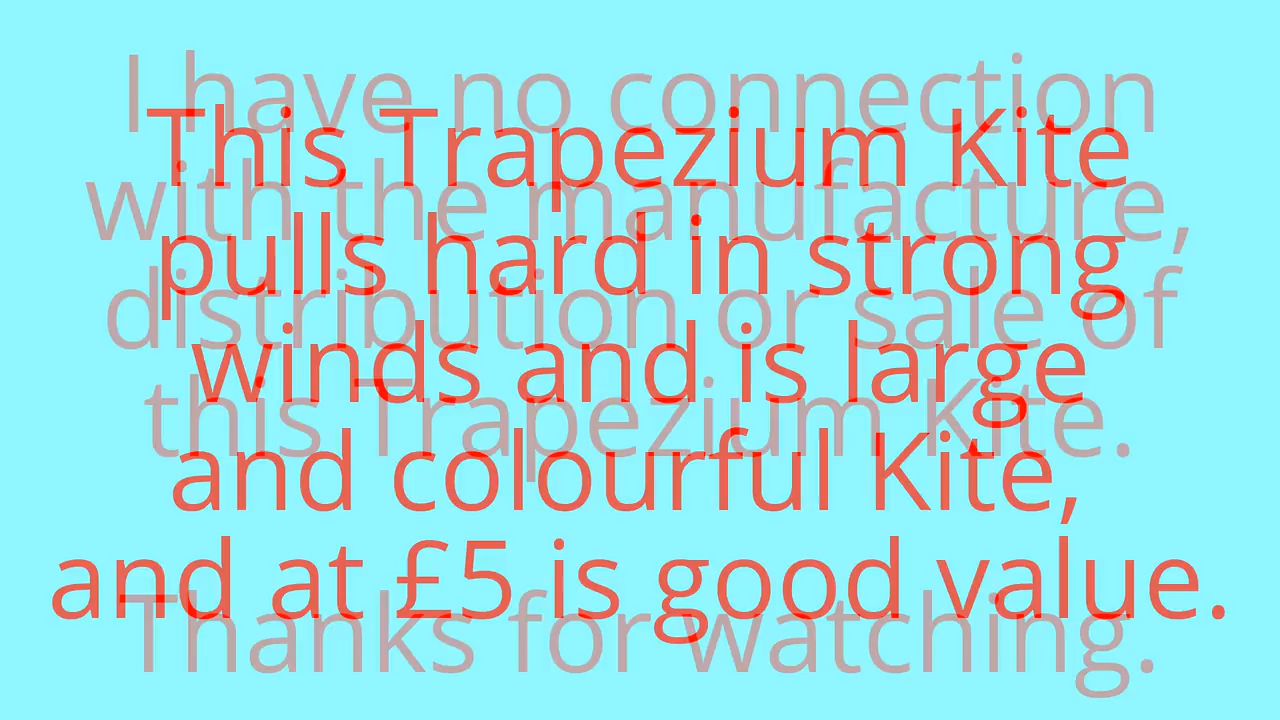 This Trapezium Kite
pulls hard in strong
winds and is large
and colourful Kite,
and at £5 is good value.
I have no connection
with the manufacture,
distribution or sale of
this Trapezium Kite.
Thanks for watching.